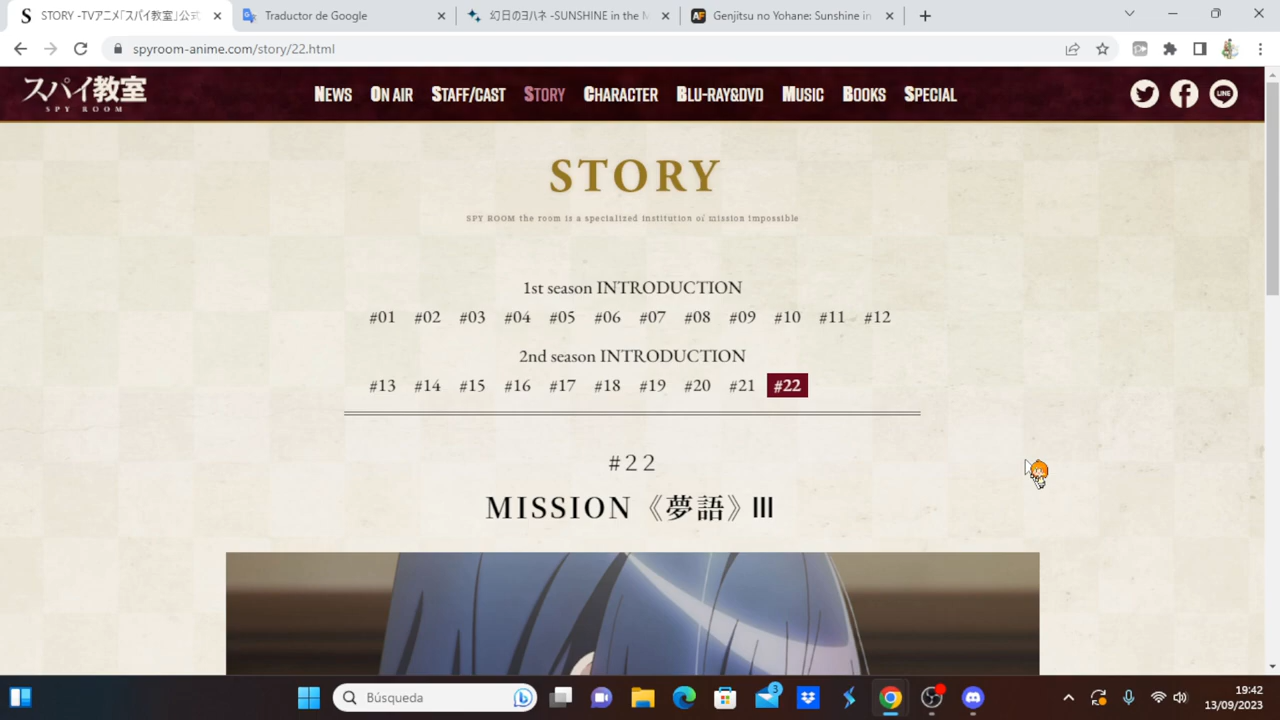 STORY -TVアニメ「スパイ教室」公式
Traductor de Google
幻日のヨハネ -SUNSHINE in the M
Genjitsu no Yohane: Sunshine in
spyroom-anime.com/story/22.html
スパイ教室
SPY ROOM
NEWS ON AIR STAFF/CAST STORY CHARACTER BLU-RAY&DVD MUSIC BOOKS SPECIAL
LINE
STORY
SPY ROOM the room is a specialized institution of mission impossible
1st season INTRODUCTION
#01 #02 #03 #04 #05 #06 #07 #08 #09 #10 #11 #12
2nd season INTRODUCTION
#13 #14 #15 #16 #17 #18 #19 #20 #21 #22
#22
MISSION《夢語》III
Búsqueda
3
19:42
13/09/2023